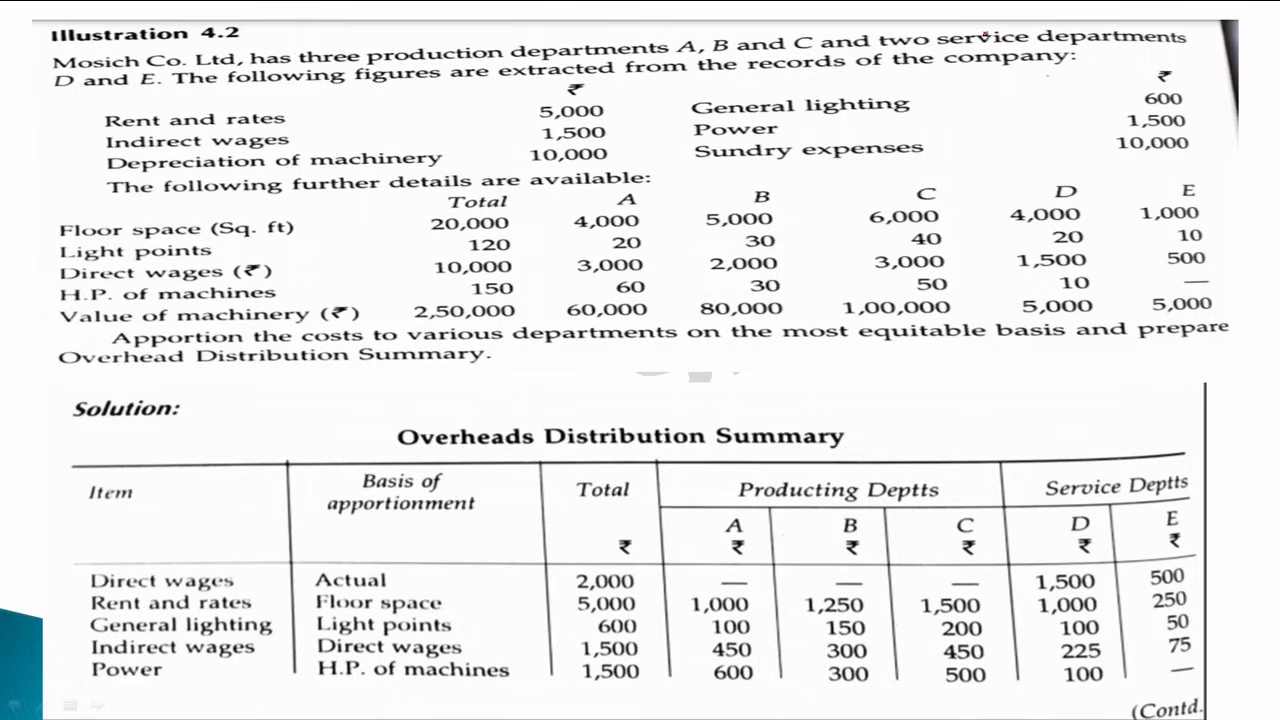 Illustration 4.2
Mosich Co. Ltd, has three production departments A, B and C and two service departments
D and E. The following figures are extracted from the records of the company:
₹ ₹
Rent and rates 5,000 General lighting 600
Indirect wages 1,500 Power 1,500
Depreciation of machinery 10,000 Sundry expenses 10,000
The following further details are available:
Total A B C D E
Floor space (Sq. ft) 20,000 4,000 5,000 6,000 4,000 1,000
Light points 120 20 30 40 20 10
Direct wages (₹) 10,000 3,000 2,000 3,000 1,500 500
H.P. of machines 150 60 30 50 10 —
Value of machinery (₹) 2,50,000 60,000 80,000 1,00,000 5,000 5,000
Apportion the costs to various departments on the most equitable basis and prepare
Overhead Distribution Summary.
Solution:
Overheads Distribution Summary
Item Basis of apportionment Total Producting Deptts Service Deptts
A B C D E
₹ ₹ ₹ ₹ ₹ ₹
Direct wages Actual 2,000 — — — 1,500 500
Rent and rates Floor space 5,000 1,000 1,250 1,500 1,000 250
General lighting Light points 600 100 150 200 100 50
Indirect wages Direct wages 1,500 450 300 450 225 75
Power H.P. of machines 1,500 600 300 500 100 —
(Contd.